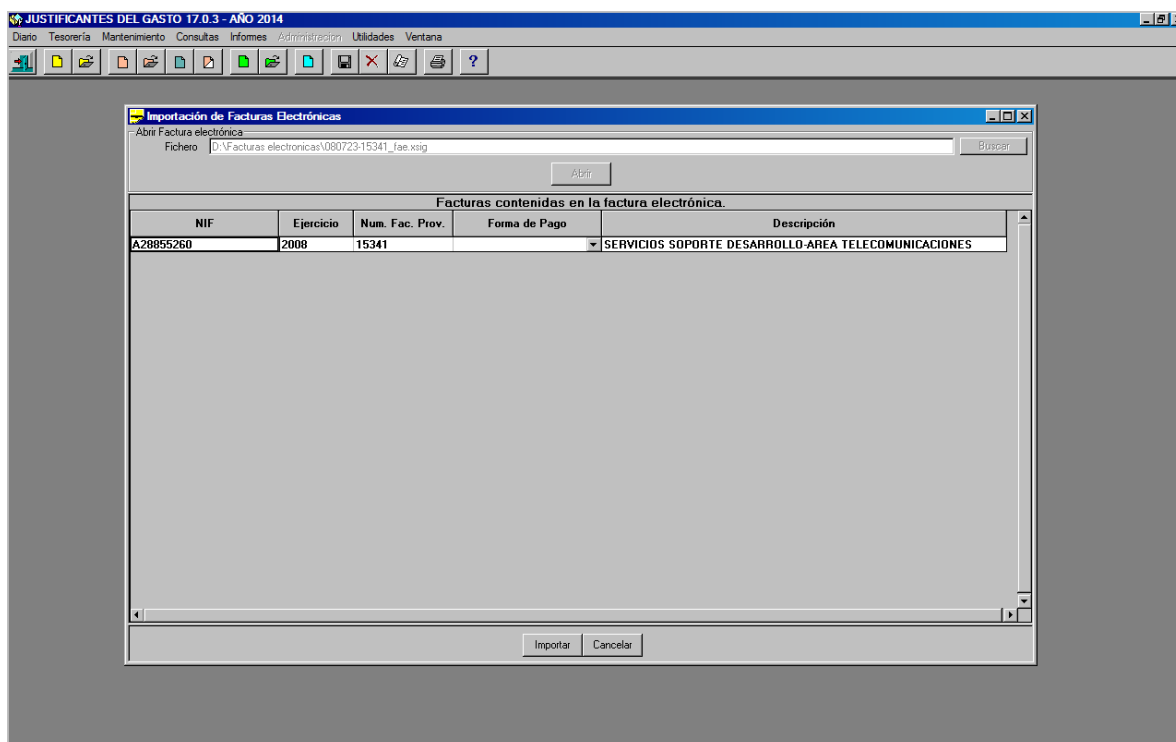 JUSTIFICANTES DEL GASTO 17.0.3 - AÑO 2014
Diario Tesorería Mantenimiento Consultas Informes Administracion Utilidades Ventana
?
Importación de Facturas Electrónicas
Abrir Factura electrónica
Fichero D:\Facturas electronicas\080723-15341_fae.xsig Buscar
Abrir
Facturas contenidas en la factura electrónica.
NIF Ejercicio Num. Fac. Prov. Forma de Pago Descripción
A28855260 2008 15341 SERVICIOS SOPORTE DESARROLLO-AREA TELECOMUNICACIONES
Importar Cancelar